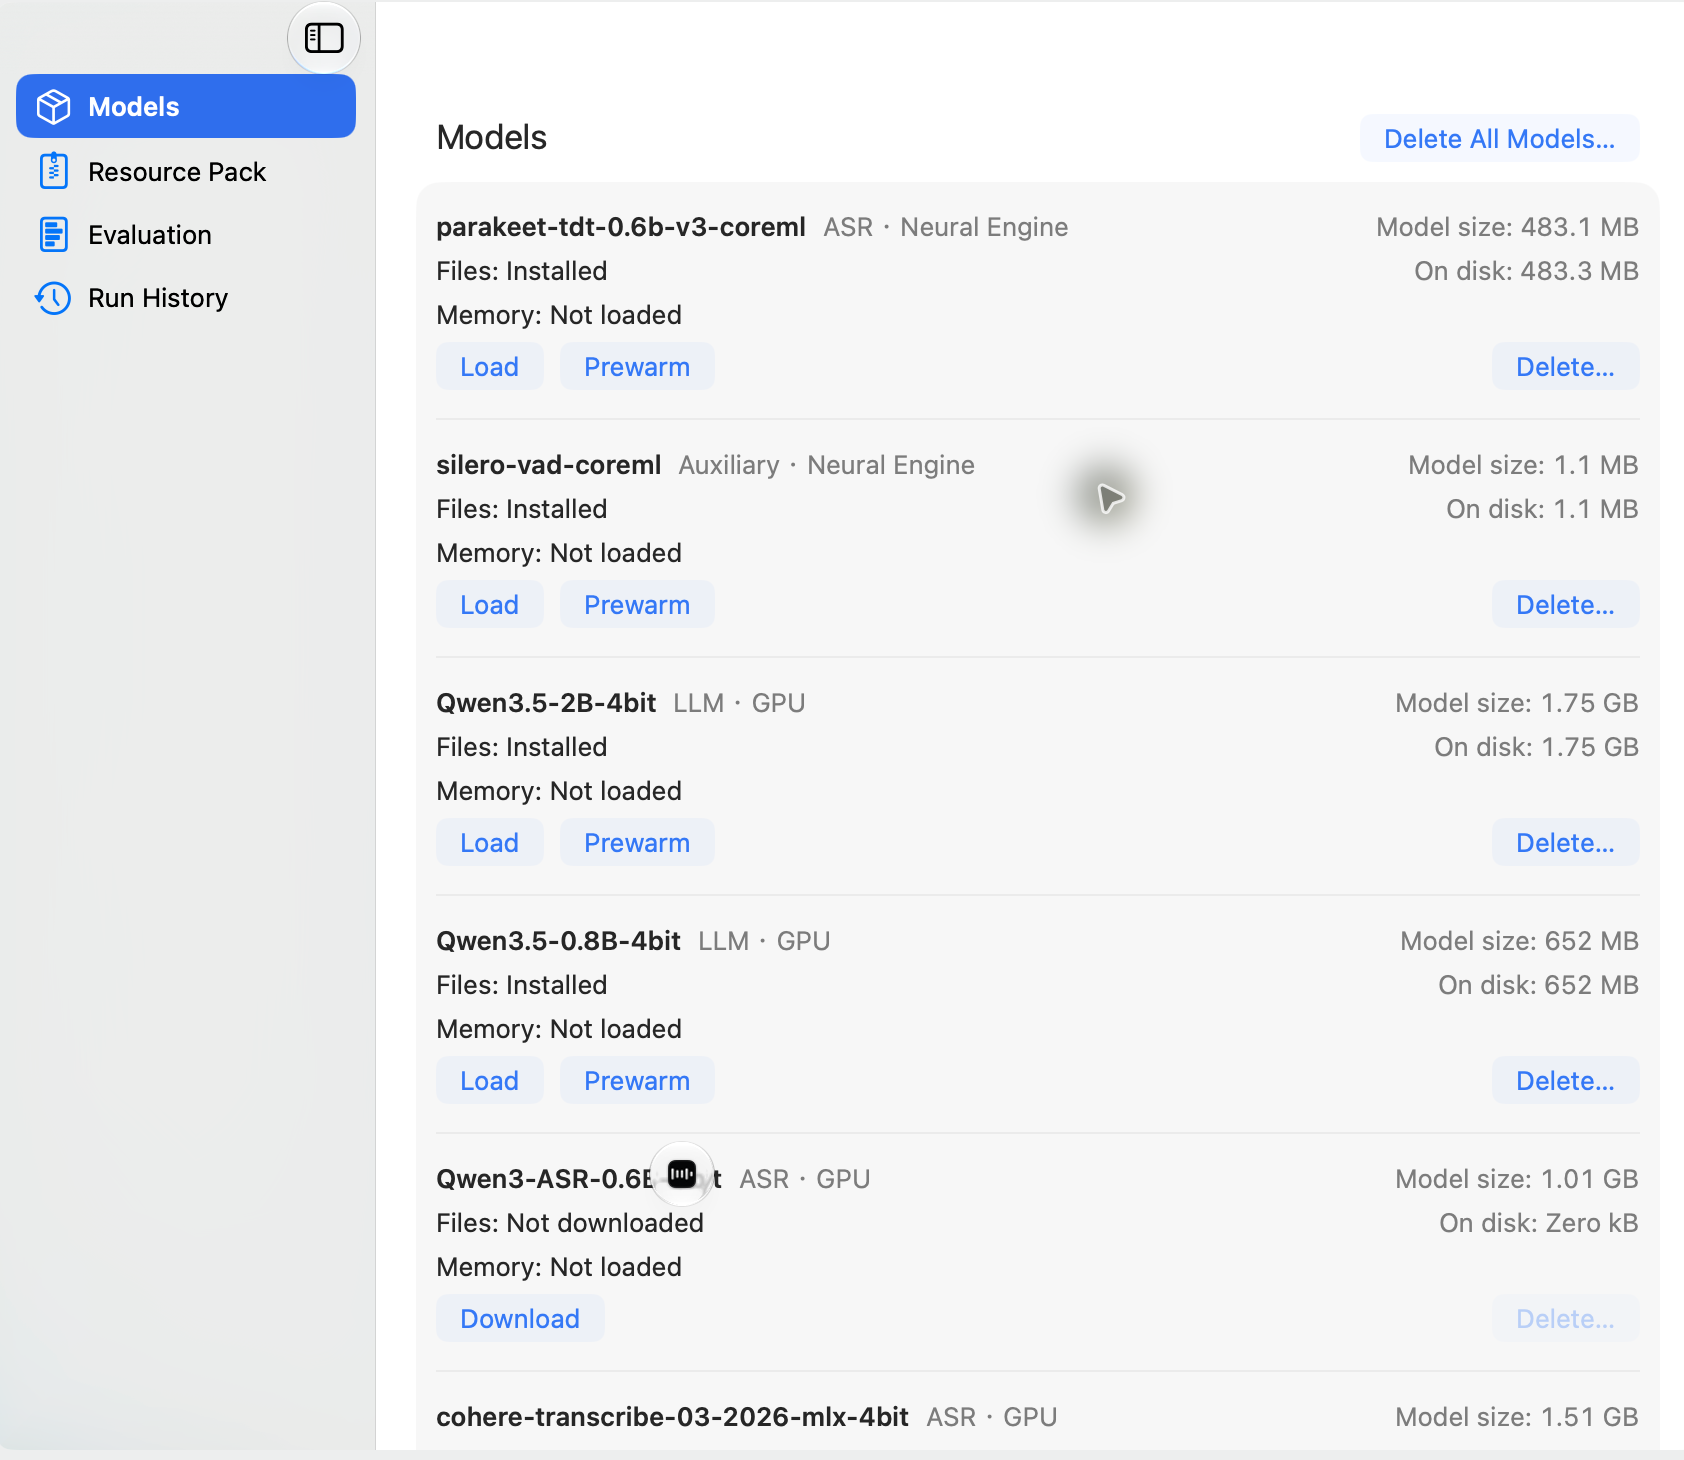 Models
Resource Pack
Evaluation
Run History
Models
Delete All Models...
parakeet-tdt-0.6b-v3-coreml ASR · Neural Engine Model size: 483.1 MB
Files: Installed On disk: 483.3 MB
Memory: Not loaded
Load Prewarm Delete...
silero-vad-coreml Auxiliary · Neural Engine Model size: 1.1 MB
Files: Installed On disk: 1.1 MB
Memory: Not loaded
Load Prewarm Delete...
Qwen3.5-2B-4bit LLM · GPU Model size: 1.75 GB
Files: Installed On disk: 1.75 GB
Memory: Not loaded
Load Prewarm Delete...
Qwen3.5-0.8B-4bit LLM · GPU Model size: 652 MB
Files: Installed On disk: 652 MB
Memory: Not loaded
Load Prewarm Delete...
ASR · GPU Model size: 1.01 GB
Files: Not downloaded On disk: Zero kB
Memory: Not loaded
Download Delete...
cohere-transcribe-03-2026-mlx-4bit ASR · GPU Model size: 1.51 GB